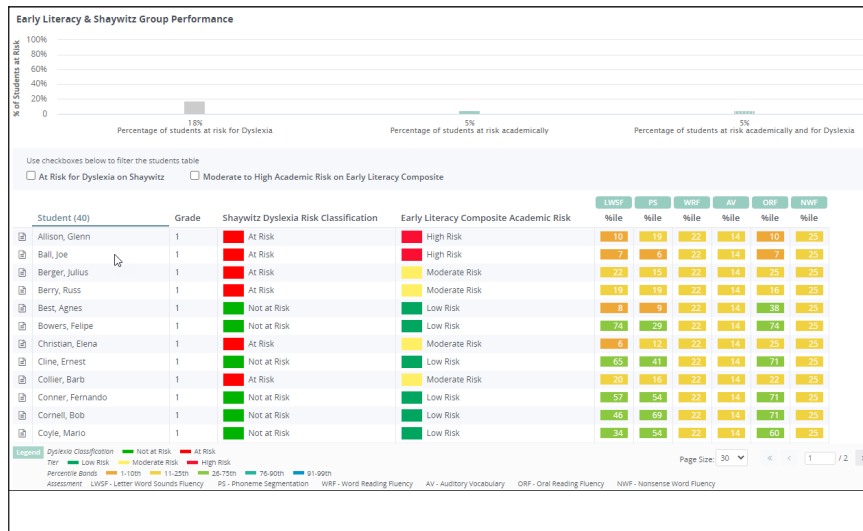 Early Literacy & Shaywitz Group Performance
% of Students at Risk
100%
80%
60%
40%
20%
0
18% 5% 5%
Percentage of students at risk for Dyslexia Percentage of students at risk academically Percentage of students at risk academically and for Dyslexia
Use checkboxes below to filter the students table
At Risk for Dyslexia on Shaywitz Moderate to High Academic Risk on Early Literacy Composite
LWSF PS WRF AV ORF NWF
Student (40) Grade Shaywitz Dyslexia Risk Classification Early Literacy Composite Academic Risk %ile %ile %ile %ile %ile %ile
Allison, Glenn 1 At Risk High Risk 10 19 22 14 10 25
Ball, Joe 1 At Risk High Risk 7 6 22 14 7 25
Berger, Julius 1 At Risk Moderate Risk 22 15 22 14 25 25
Berry, Russ 1 At Risk Moderate Risk 19 19 22 14 16 25
Best, Agnes 1 Not at Risk Low Risk 8 9 22 14 38 25
Bowers, Felipe 1 Not at Risk Low Risk 74 29 22 14 74 25
Christian, Elena 1 At Risk Moderate Risk 6 12 22 14 25 25
Cline, Ernest 1 Not at Risk Low Risk 65 41 22 14 71 25
Collier, Barb 1 At Risk Moderate Risk 20 16 22 14 22 25
Conner, Fernando 1 Not at Risk Low Risk 57 54 22 14 71 25
Cornell, Bob 1 Not at Risk Low Risk 46 69 22 14 71 25
Coyle, Mario 1 Not at Risk Low Risk 34 54 22 14 60 25
Legend Dyslexia Classification Not at Risk At Risk
Tier Low Risk Moderate Risk High Risk
Page Size: 30 « < 1 / 2 >
Percentile Bands 1-10th 11-25th 26-75th 76-90th 91-99th
Assessment LWSF - Letter Word Sounds Fluency PS - Phoneme Segmentation WRF - Word Reading Fluency AV - Auditory Vocabulary ORF - Oral Reading Fluency NWF - Nonsense Word Fluency